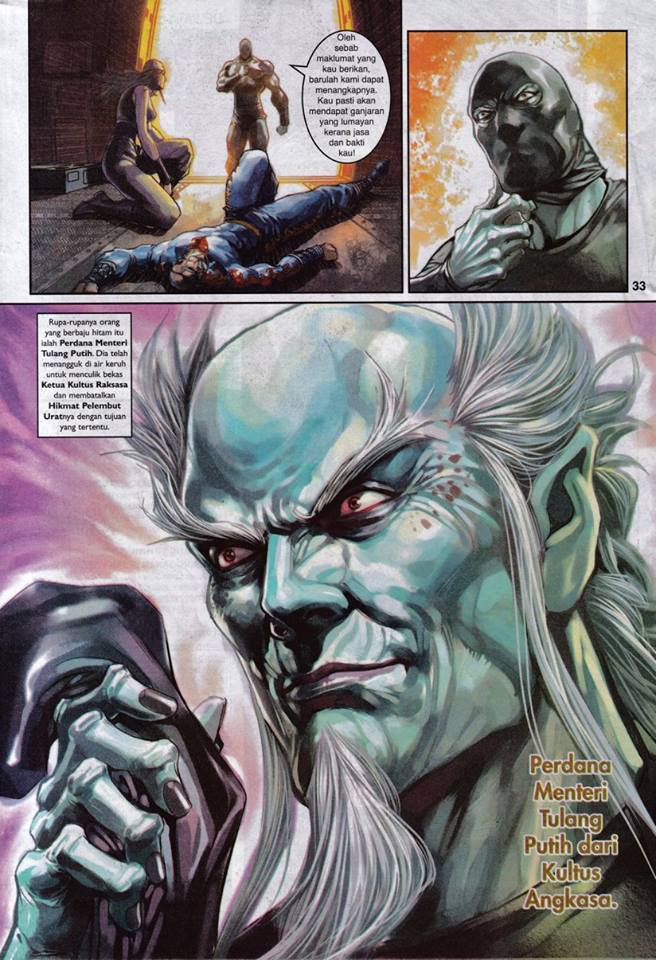 Oleh
sebab
maklumat yang
kau berikan,
barulah kami dapat
menangkapnya.
Kau pasti akan
mendapat ganjaran
yang lumayan
kerana jasa
dan bakti
kau!
33
Rupa-rupanya orang
yang berbaju hitam itu
ialah Perdana Menteri
Tulang Putih. Dia telah
menangguk di air keruh
untuk menculik bekas
Ketua Kultus Raksasa
dan membatalkan
Hikmat Pelembut
Uratnya dengan tujuan
yang tertentu.
Perdana
Menteri
Tulang
Putih dari
Kultus
Angkasa.